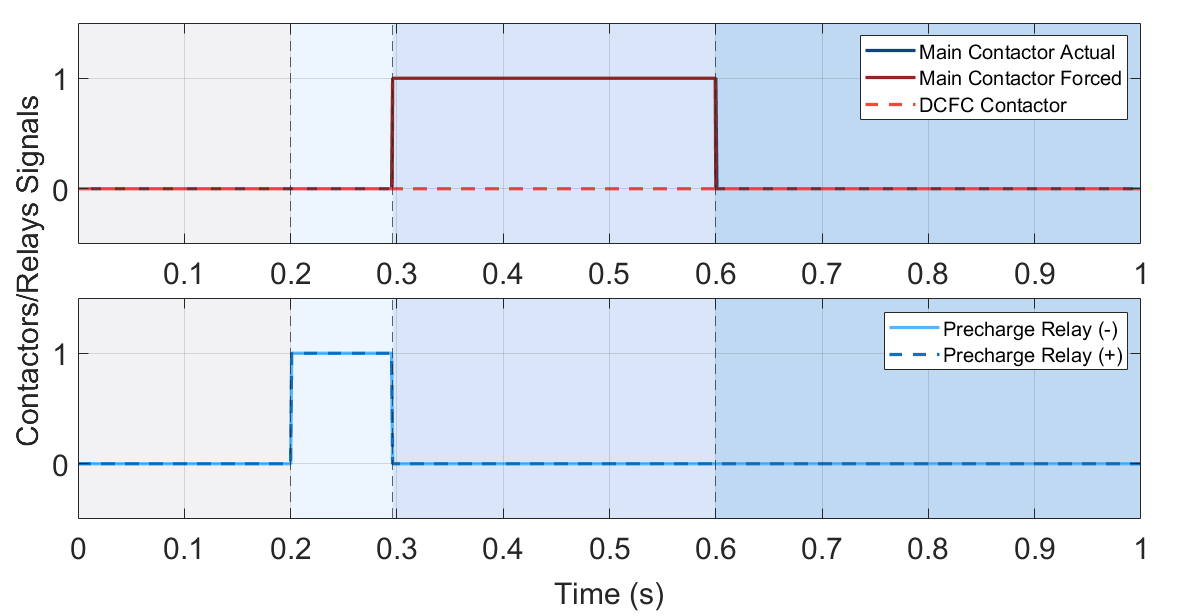 Contactors/Relays Signals
1
0
Main Contactor Actual
Main Contactor Forced
DCFC Contactor
0.1 0.2 0.3 0.4 0.5 0.6 0.7 0.8 0.9 1
1
0
Precharge Relay (-)
Precharge Relay (+)
0 0.1 0.2 0.3 0.4 0.5 0.6 0.7 0.8 0.9 1
Time (s)